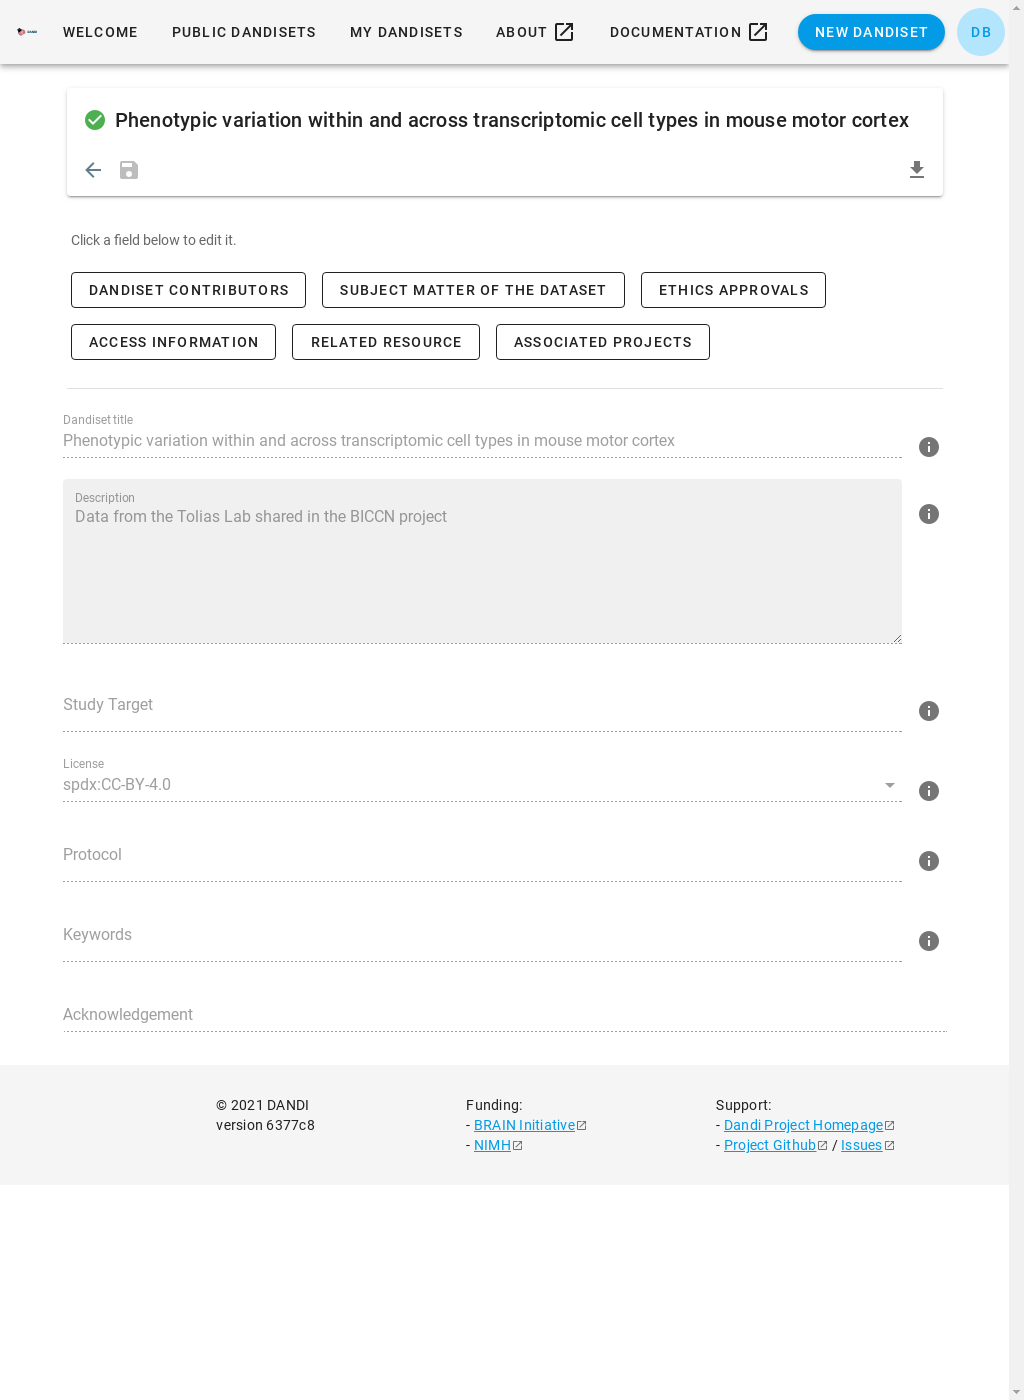 WELCOME PUBLIC DANDISETS MY DANDISETS ABOUT DOCUMENTATION NEW DANDISET DB
Phenotypic variation within and across transcriptomic cell types in mouse motor cortex
Click a field below to edit it.
DANDISET CONTRIBUTORS SUBJECT MATTER OF THE DATASET ETHICS APPROVALS
ACCESS INFORMATION RELATED RESOURCE ASSOCIATED PROJECTS
Dandiset title
Phenotypic variation within and across transcriptomic cell types in mouse motor cortex
Description
Data from the Tolias Lab shared in the BICCN project
Study Target
License
spdx:CC-BY-4.0
Protocol
Keywords
Acknowledgement
© 2021 DANDI
version 6377c8
Funding:
- BRAIN Initiative
- NIMH
Support:
- Dandi Project Homepage
- Project Github / Issues